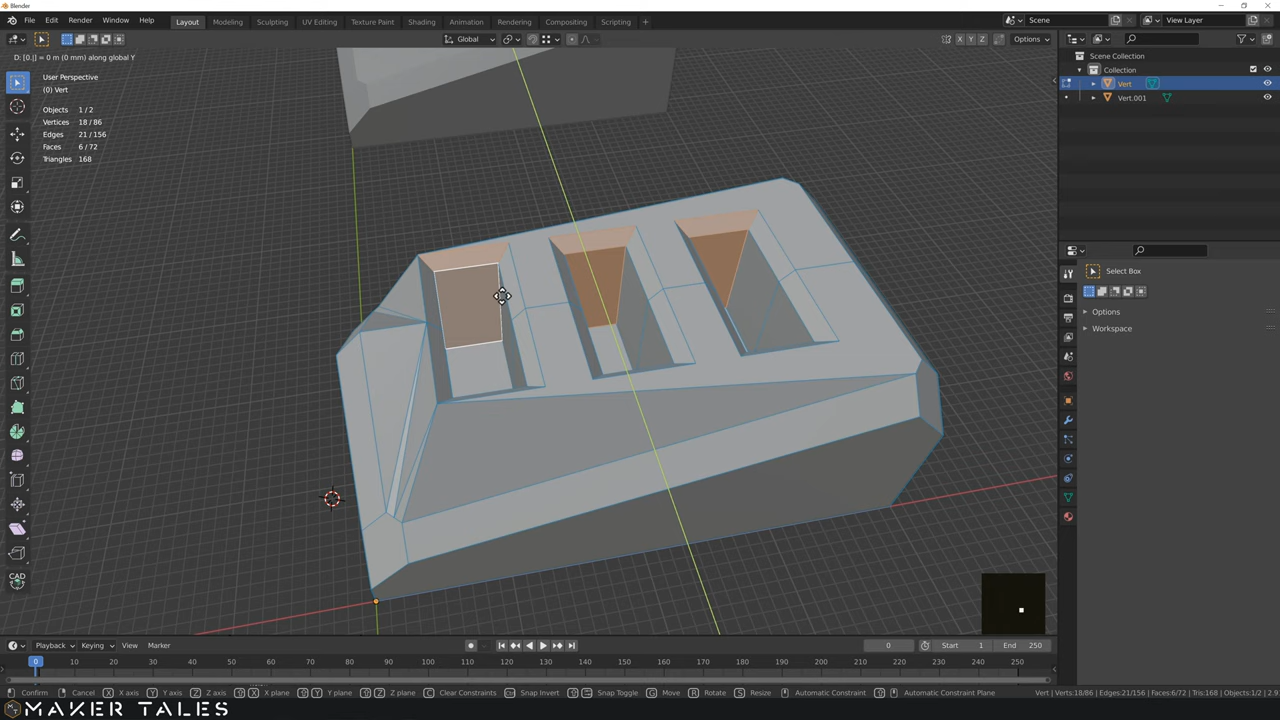 Blender
File Edit Render Window Help Layout Modeling Sculpting UV Editing Texture Paint Shading Animation Rendering Compositing Scripting + Scene View Layer
Global X Y Z Options
D: [0.|] = 0 m (0 mm) along global Y
User Perspective
(0) Vert
Objects 1 / 2
Vertices 18 / 86
Edges 21 / 156
Faces 6 / 72
Triangles 168
Scene Collection
Collection
Vert
Vert.001
Select Box
Options
Workspace
CAD
Playback Keying View Marker 0 Start 1 End 250
0 10 20 30 40 50 60 70 80 90 100 110 120 130 140 150 160 170 180 190 200 210 220 230 240 250
Confirm Cancel X X axis Y Y axis Z Z axis X X plane Y Y plane Z Z plane C Clear Constraints Snap Invert Snap Toggle G Move R Rotate S Resize Automatic Constraint Automatic Constraint Plane Vert | Verts:18/86 | Edges:21/156 | Faces:6/72 | Tris:168 | Objects:1/2 | 2.9
MAKER TALES